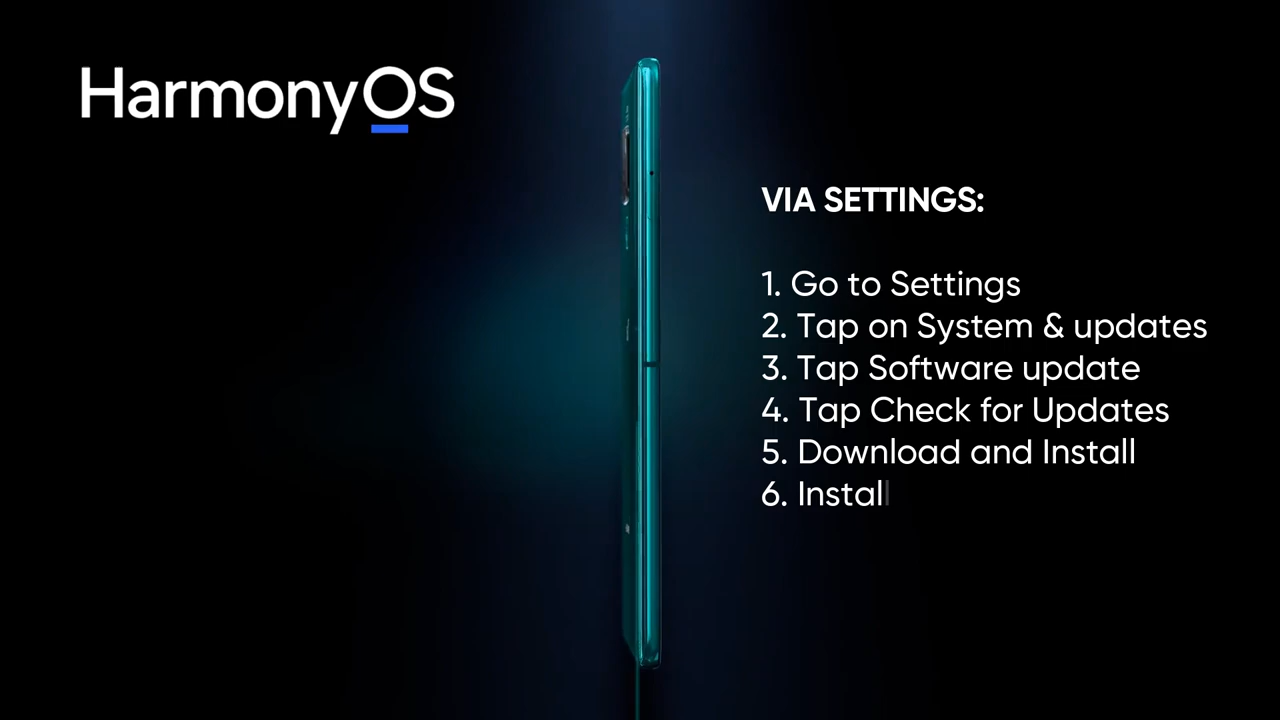 HarmonyOS
VIA SETTINGS:
1. Go to Settings
2. Tap on System & updates
3. Tap Software update
4. Tap Check for Updates
5. Download and Install
6. Install